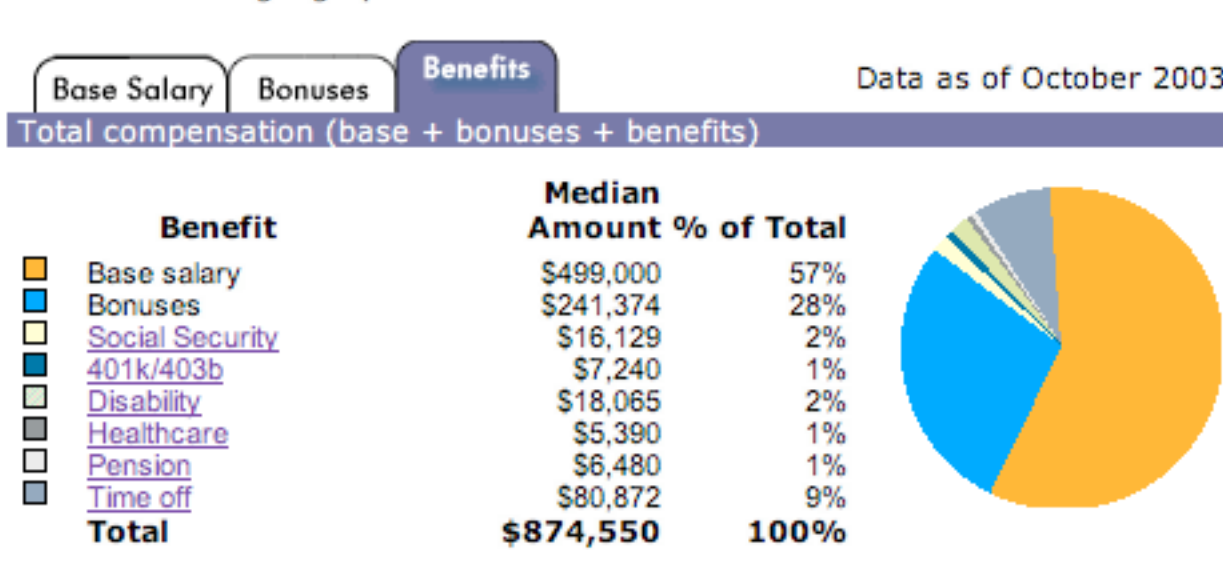 Base Salary Bonuses Benefits Data as of October 2003
Total compensation (base + bonuses + benefits)
Median
Benefit Amount % of Total
Base salary $499,000 57%
Bonuses $241,374 28%
Social Security $16,129 2%
401k/403b $7,240 1%
Disability $18,065 2%
Healthcare $5,390 1%
Pension $6,480 1%
Time off $80,872 9%
Total $874,550 100%